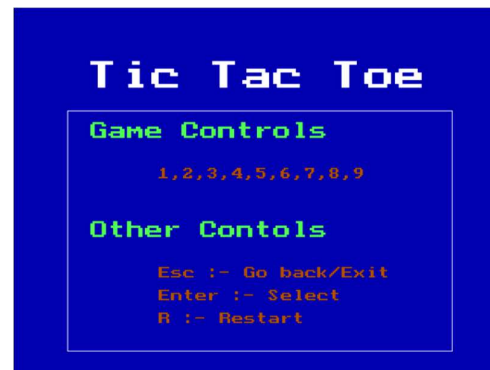 Tic Tac Toe
Game Controls
1,2,3,4,5,6,7,8,9
Other Contols
Esc :- Go back/Exit
Enter :- Select
R :- Restart